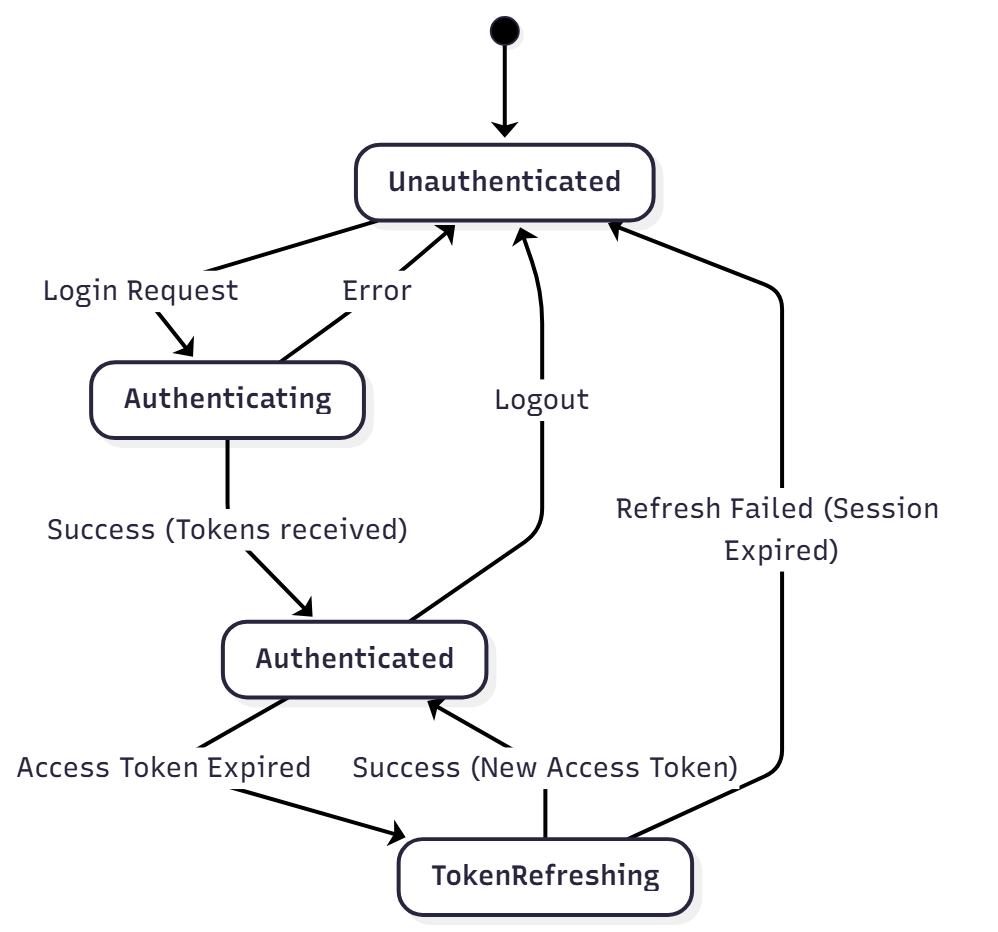 Unauthenticated
Login Request
Error
Authenticating
Logout
Success (Tokens received)
Refresh Failed (Session
Expired)
Authenticated
Access Token Expired
Success (New Access Token)
TokenRefreshing